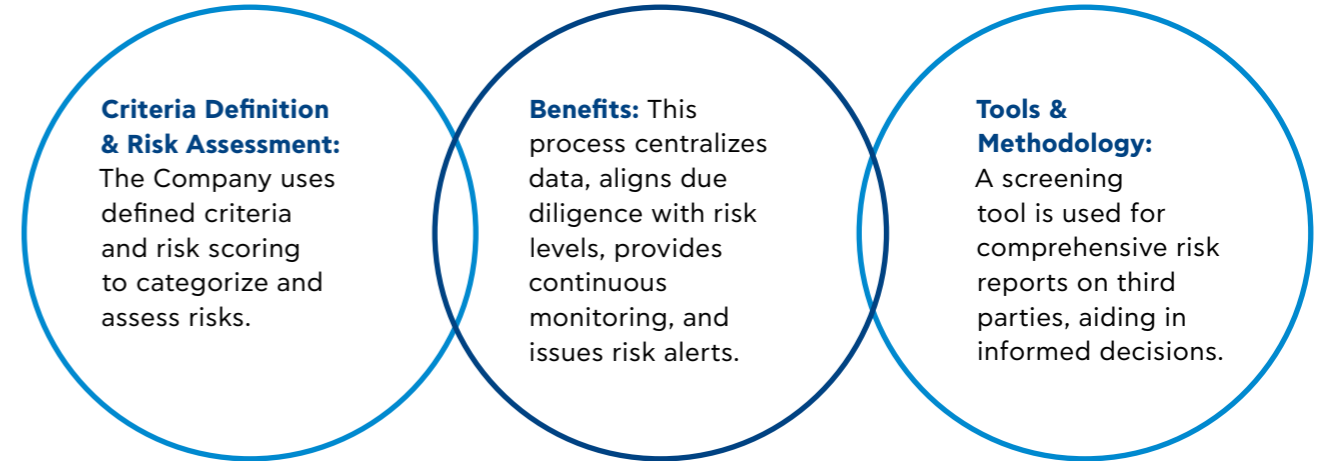 Criteria Definition
& Risk Assessment:
The Company uses
defined criteria
and risk scoring
to categorize and
assess risks.
Benefits: This
process centralizes
data, aligns due
diligence with risk
levels, provides
continuous
monitoring, and
issues risk alerts.
Tools &
Methodology:
A screening
tool is used for
comprehensive risk
reports on third
parties, aiding in
informed decisions.